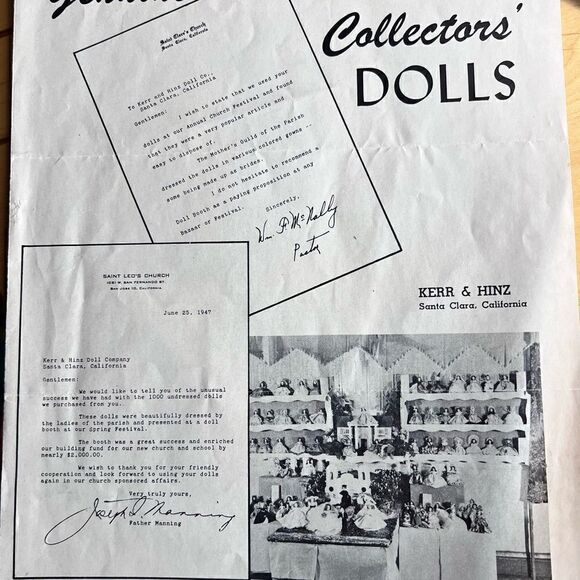 Collectors'
DOLLS
Saint Clare's Church
Santa Clara, California
To Kerr and Hinz Doll Co.,
Santa Clara, California
Gentlemen:
I wish to state that we used your
dolls at our Annual Church Festival and found
that they were a very popular article and
easy to dispose of.
The Mother's Guild of the Parish
dressed the dolls in various colored gowns --
some being made up as brides.
I do not hesitate to recommend a
Doll Booth as a paying proposition at any
Bazaar or Festival.
Sincerely,
Wm. F. McNally
Pastor
KERR & HINZ
Santa Clara, California
SAINT LEO'S CHURCH
1051 W. SAN FERNANDO ST.
SAN JOSE 10, CALIFORNIA
June 25, 1947
Kerr & Hinz Doll Company
Santa Clara, California
Gentlemen:
We would like to tell you of the unusual
success we have had with the 1000 undressed dolls
we purchased from you.
These dolls were beautifully dressed by
the ladies of the parish and presented at a doll
booth at our Spring Festival.
The booth was a great success and enriched
our building fund for our new church and school by
nearly $2,000.00.
We wish to thank you for your friendly
cooperation and look forward to using your dolls
again in our church sponsored affairs.
Very truly yours,
Joseph D. Manning
Father Manning